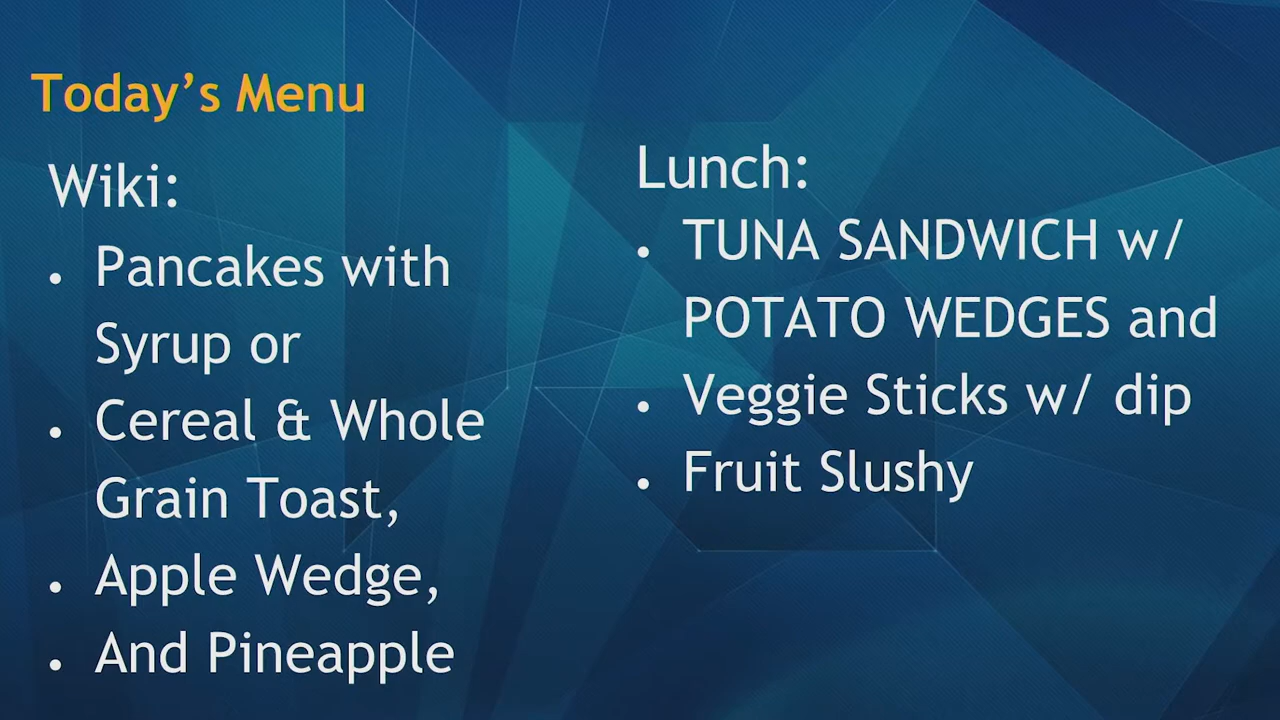 Today’s Menu
Wiki:
• Pancakes with
Syrup or
• Cereal & Whole
Grain Toast,
• Apple Wedge,
• And Pineapple
Lunch:
• TUNA SANDWICH w/
POTATO WEDGES and
• Veggie Sticks w/ dip
• Fruit Slushy